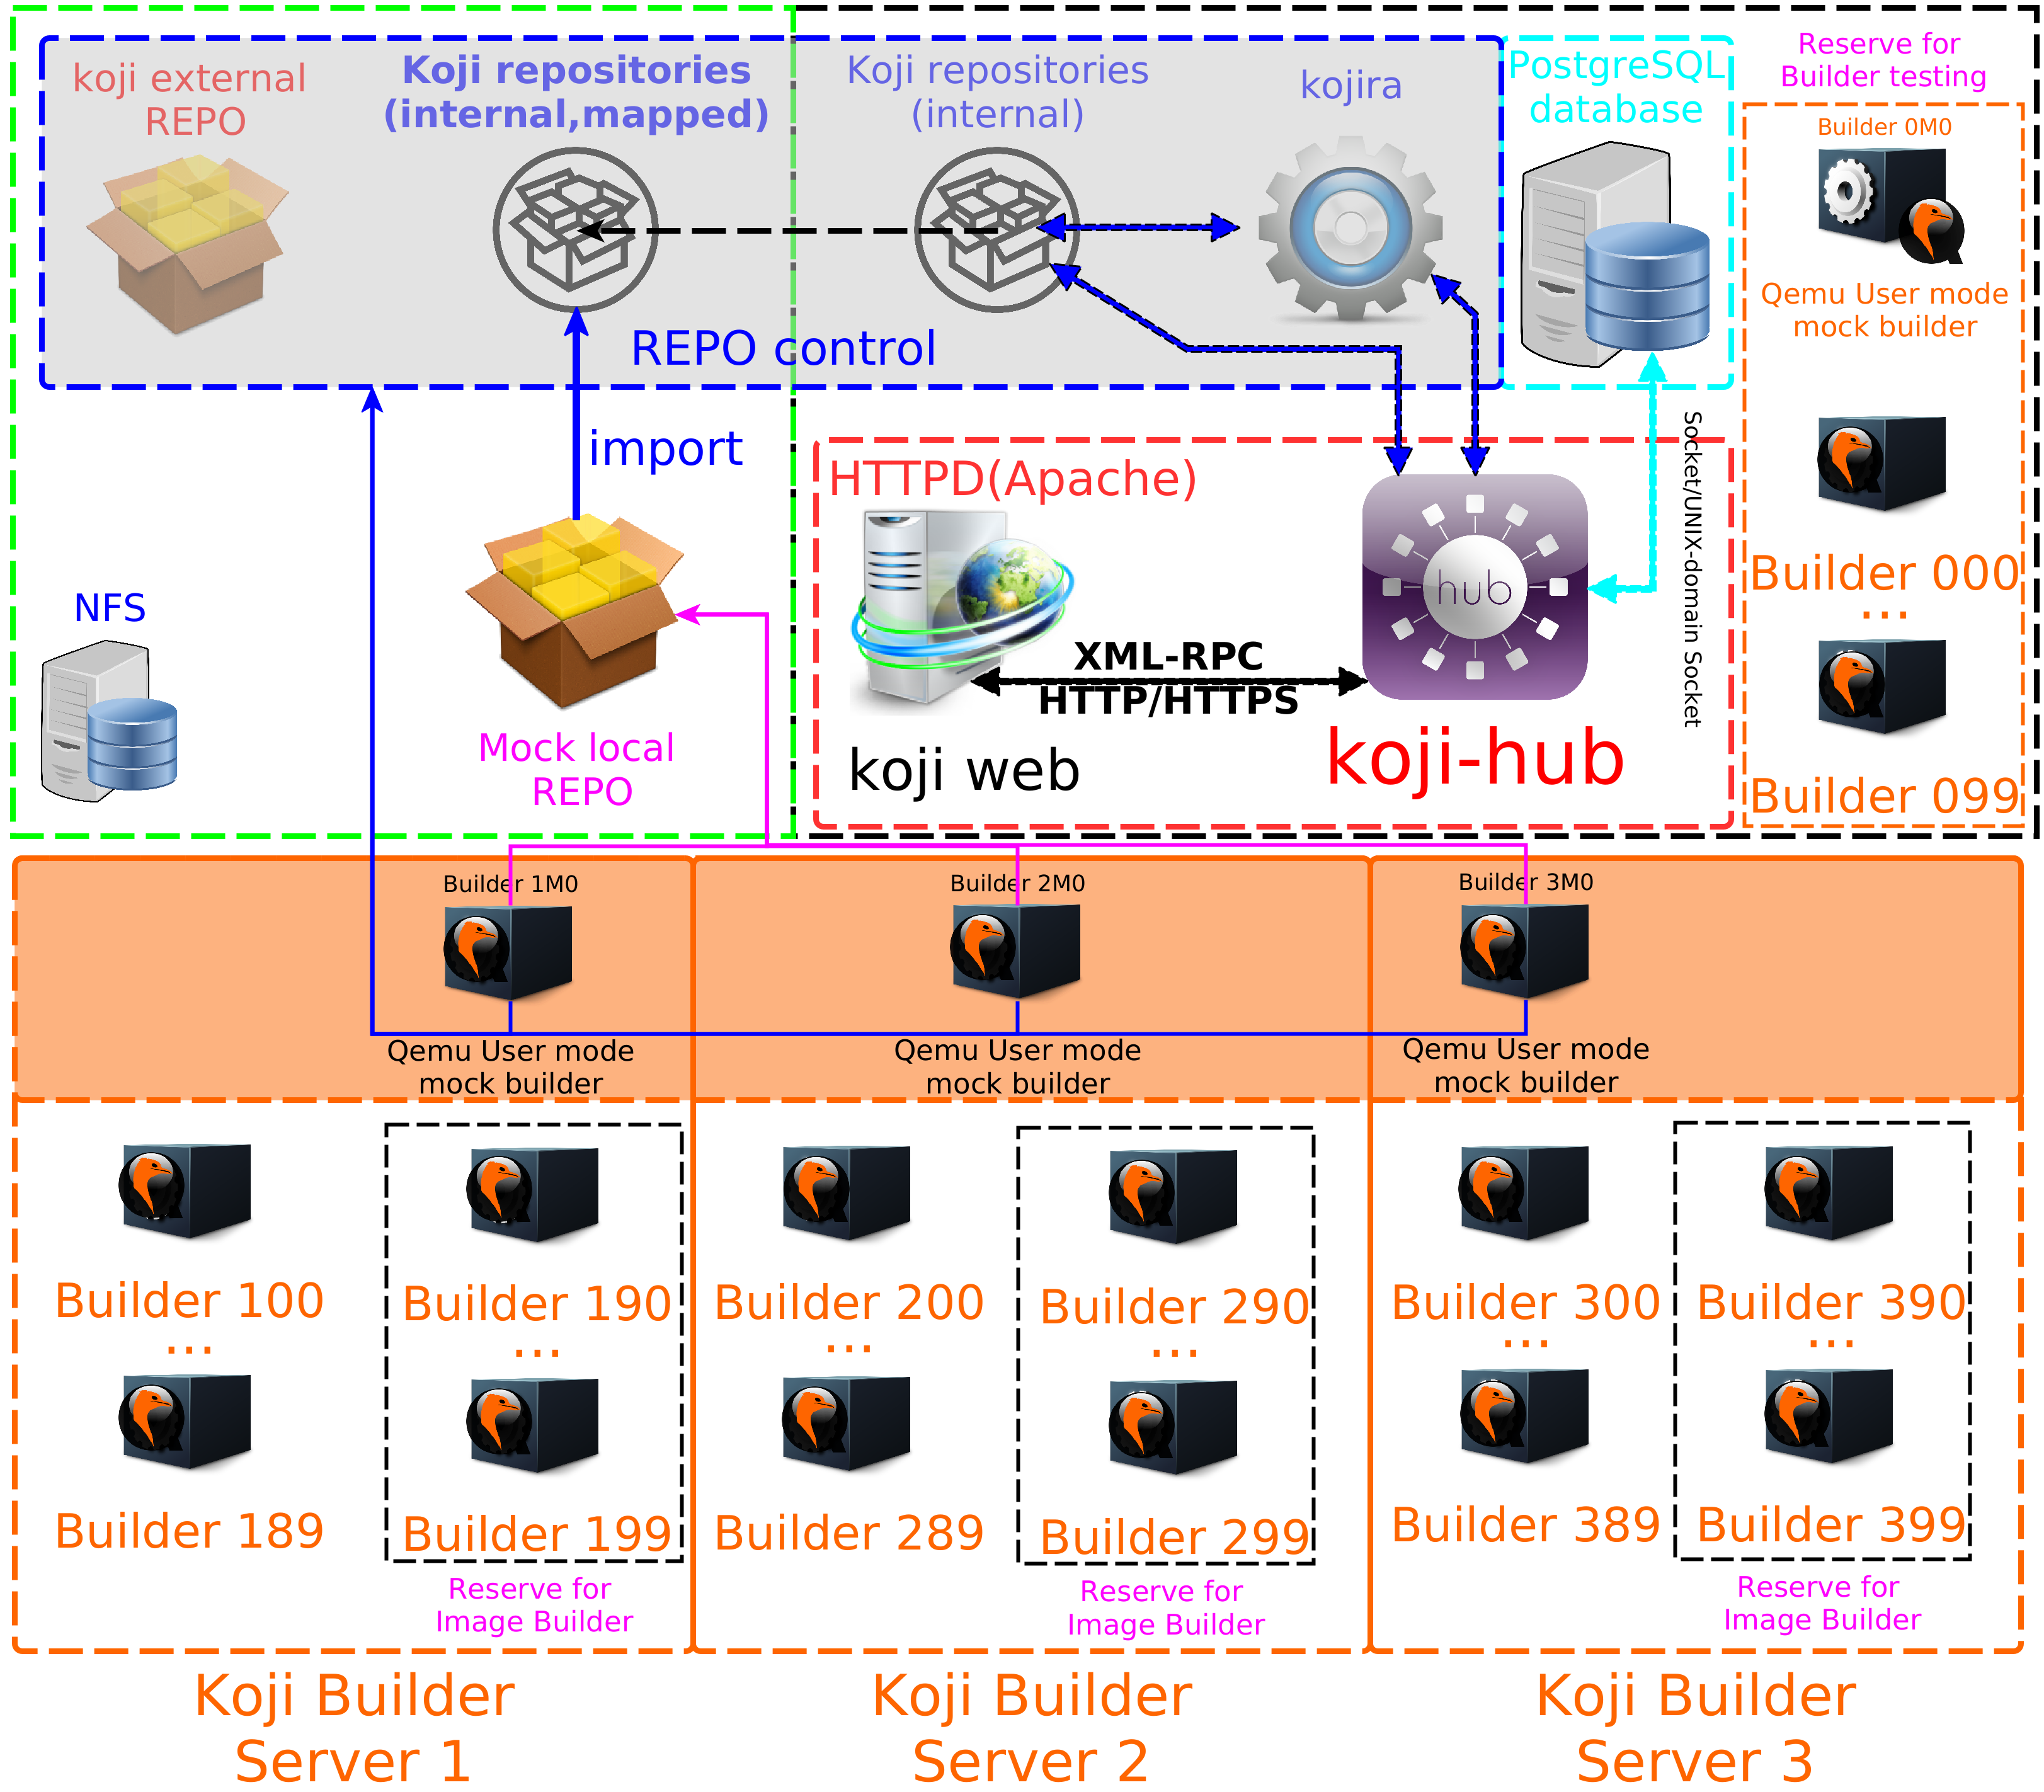 koji external
REPO
Koji repositories
(internal,mapped)
Koji repositories
(internal)
kojira
PostgreSQL
database
Reserve for
Builder testing
Builder 0M0
Qemu User mode
mock builder
REPO control
import
Socket/UNIX-domain Socket
HTTPD(Apache)
hub
Builder 000
...
Builder 099
NFS
XML-RPC
HTTP/HTTPS
Mock local
REPO
koji web
koji-hub
Builder 1M0
Builder 2M0
Builder 3M0
Qemu User mode
mock builder
Qemu User mode
mock builder
Qemu User mode
mock builder
Builder 100
...
Builder 189
Builder 190
...
Builder 199
Reserve for
Image Builder
Builder 200
...
Builder 289
Builder 290
...
Builder 299
Reserve for
Image Builder
Builder 300
...
Builder 389
Builder 390
...
Builder 399
Reserve for
Image Builder
Koji Builder
Server 1
Koji Builder
Server 2
Koji Builder
Server 3